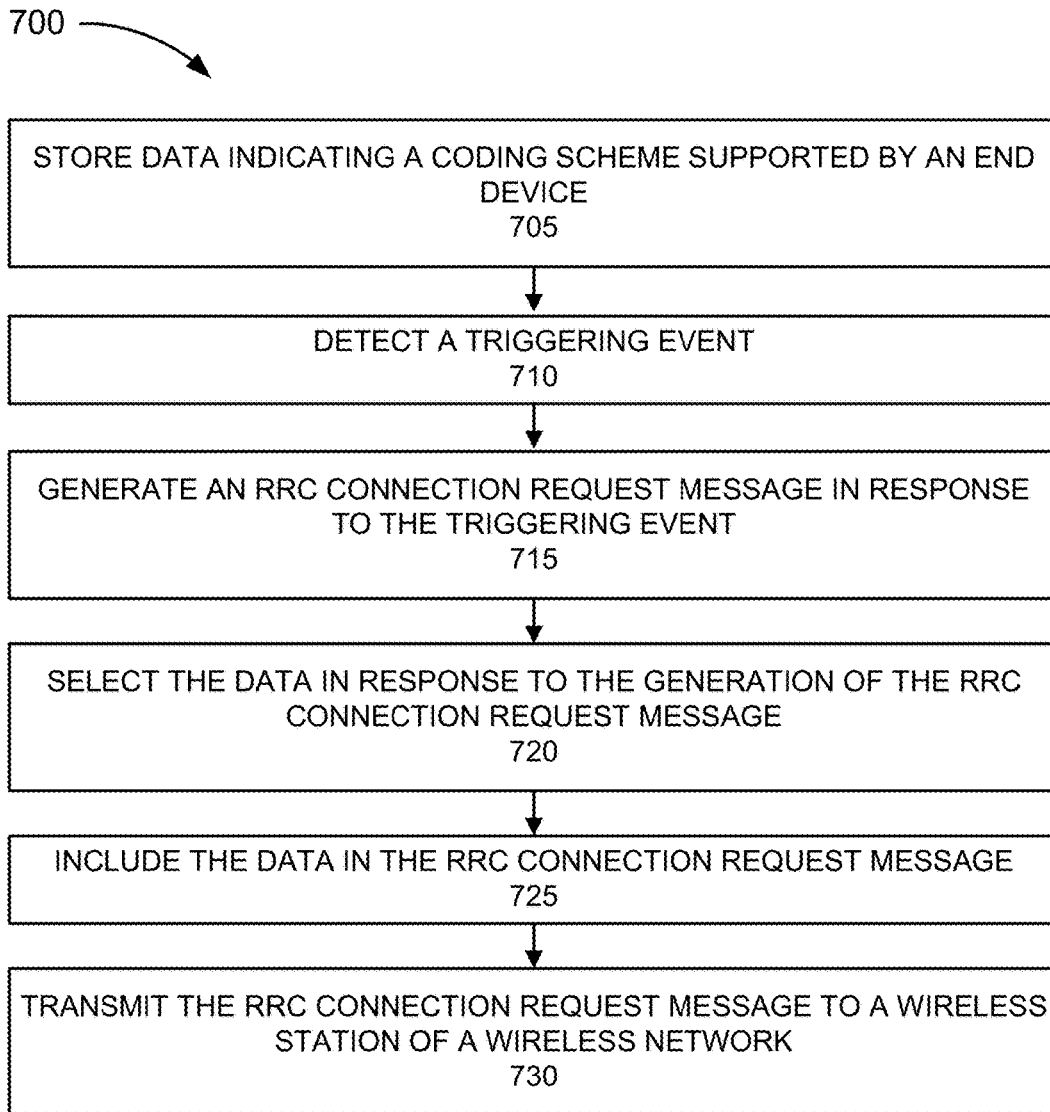 700
STORE DATA INDICATING A CODING SCHEME SUPPORTED BY AN END
DEVICE
705
DETECT A TRIGGERING EVENT
710
GENERATE AN RRC CONNECTION REQUEST MESSAGE IN RESPONSE
TO THE TRIGGERING EVENT
715
SELECT THE DATA IN RESPONSE TO THE GENERATION OF THE RRC
CONNECTION REQUEST MESSAGE
720
INCLUDE THE DATA IN THE RRC CONNECTION REQUEST MESSAGE
725
TRANSMIT THE RRC CONNECTION REQUEST MESSAGE TO A WIRELESS
STATION OF A WIRELESS NETWORK
730